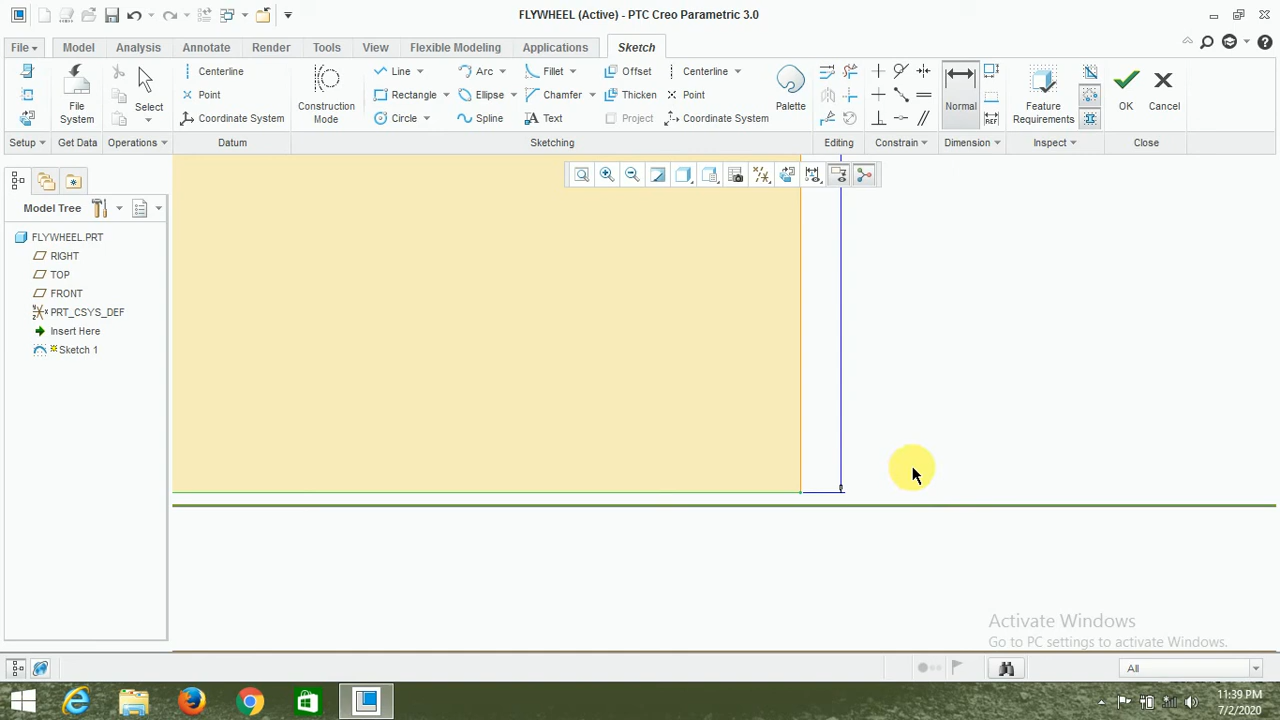 FLYWHEEL (Active) - PTC Creo Parametric 3.0
File Model Analysis Annotate Render Tools View Flexible Modeling Applications Sketch
Centerline Line Arc Fillet Offset Centerline
Point Rectangle Ellipse Chamfer Thicken Point
File System Select Coordinate System Construction Mode Circle Spline Text Project Coordinate System Palette Normal Feature Requirements OK Cancel
Setup Get Data Operations Datum Sketching Editing Constrain Dimension Inspect Close
Model Tree
FLYWHEEL.PRT
RIGHT
TOP
FRONT
PRT_CSYS_DEF
Insert Here
Sketch 1
Activate Windows
Go to PC settings to activate Windows.
All
11:39 PM
7/2/2020